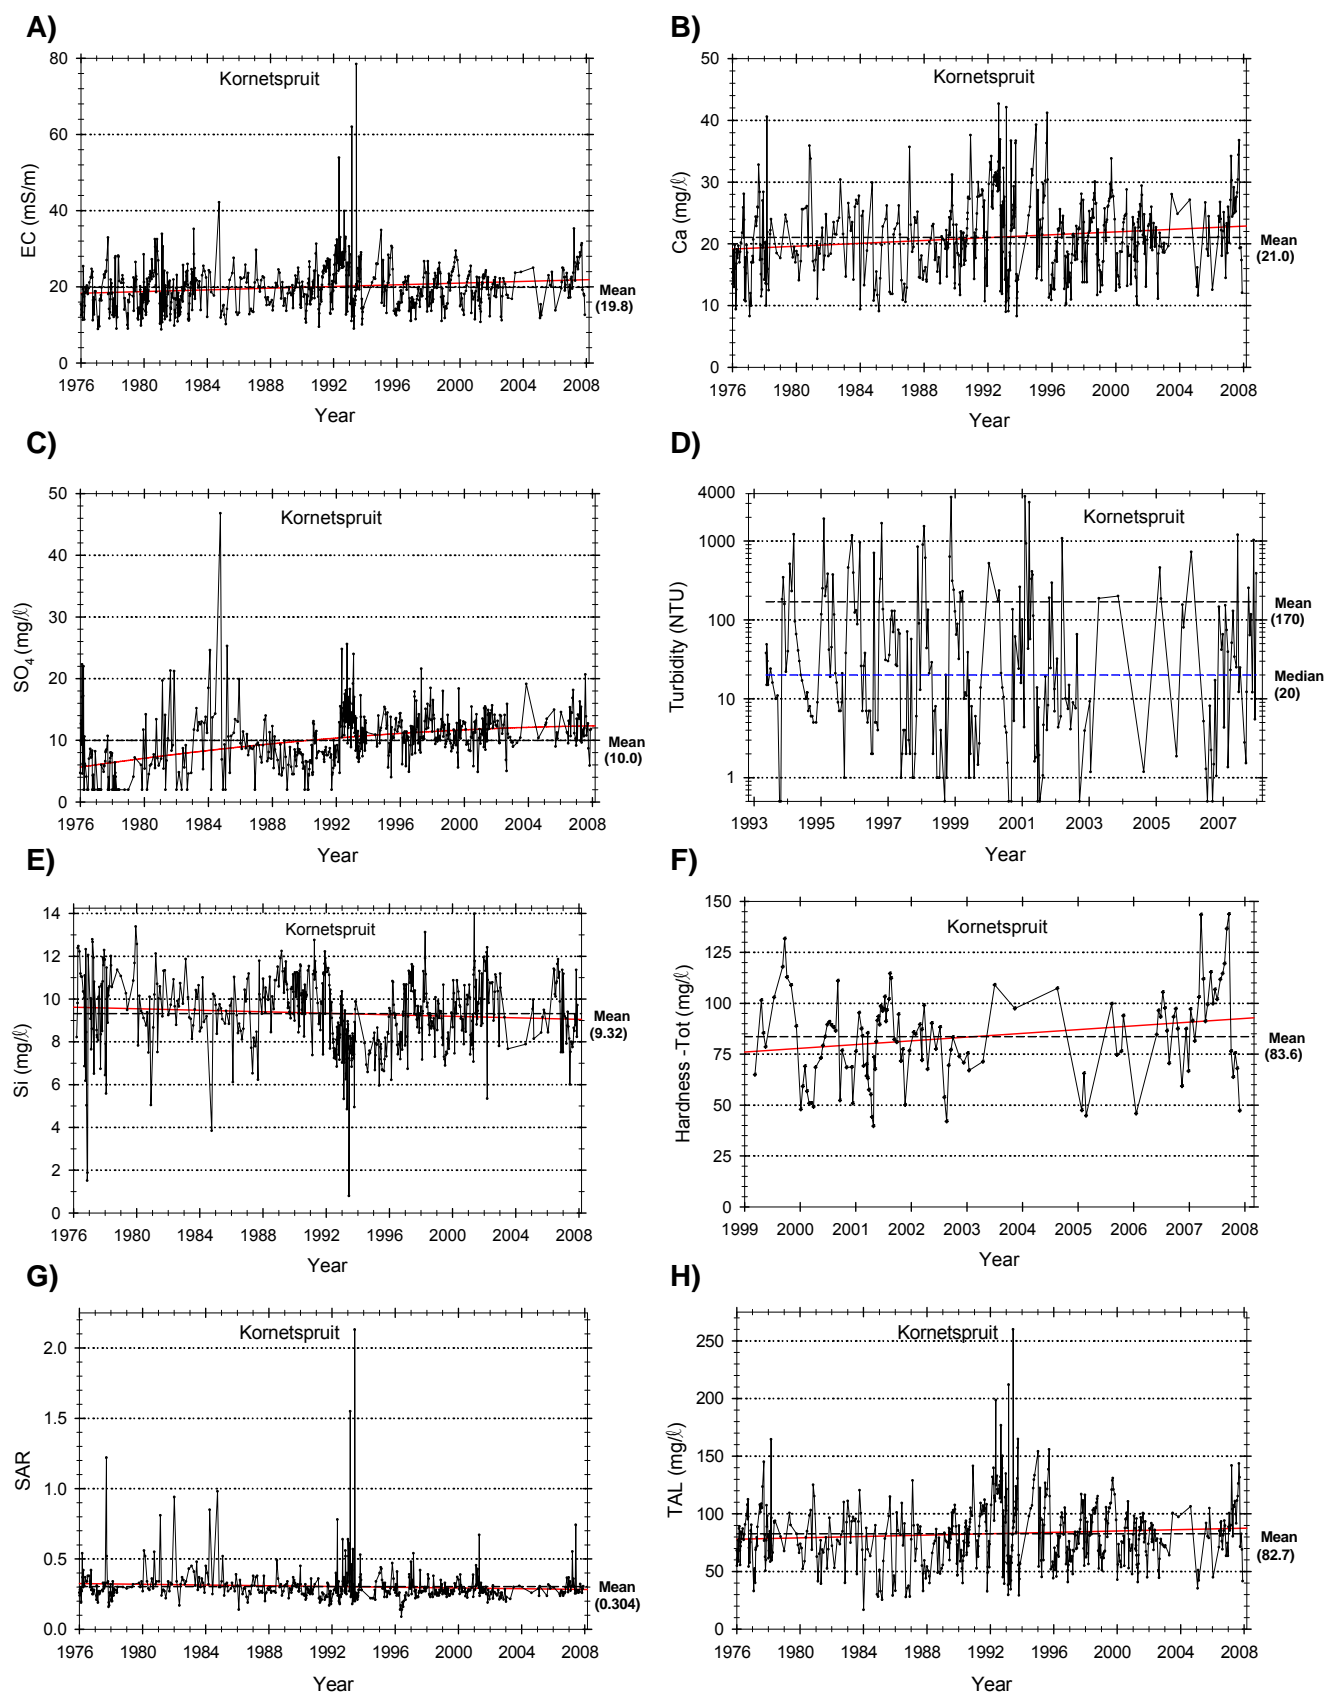 A)
80
60
40
20
0
EC (mS/m)
Kornetspruit
Mean
(19.8)
1976 1980 1984 1988 1992 1996 2000 2004 2008
Year
B)
50
40
30
20
10
0
Ca (mg/ℓ)
Kornetspruit
Mean
(21.0)
1976 1980 1984 1988 1992 1996 2000 2004 2008
Year
C)
50
40
30
20
10
0
SO4 (mg/ℓ)
Kornetspruit
Mean
(10.0)
1976 1980 1984 1988 1992 1996 2000 2004 2008
Year
D)
4000
1000
100
10
1
Turbidity (NTU)
Kornetspruit
Mean
(170)
Median
(20)
1993 1995 1997 1999 2001 2003 2005 2007
Year
E)
14
12
10
8
6
4
2
0
Si (mg/ℓ)
Kornetspruit
Mean
(9.32)
1976 1980 1984 1988 1992 1996 2000 2004 2008
Year
F)
150
125
100
75
50
25
0
Hardness -Tot (mg/ℓ)
Kornetspruit
Mean
(83.6)
1999 2000 2001 2002 2003 2004 2005 2006 2007 2008
Year
G)
2.0
1.5
1.0
0.5
0.0
SAR
Kornetspruit
Mean
(0.304)
1976 1980 1984 1988 1992 1996 2000 2004 2008
Year
H)
250
200
150
100
50
0
TAL (mg/ℓ)
Kornetspruit
Mean
(82.7)
1976 1980 1984 1988 1992 1996 2000 2004 2008
Year